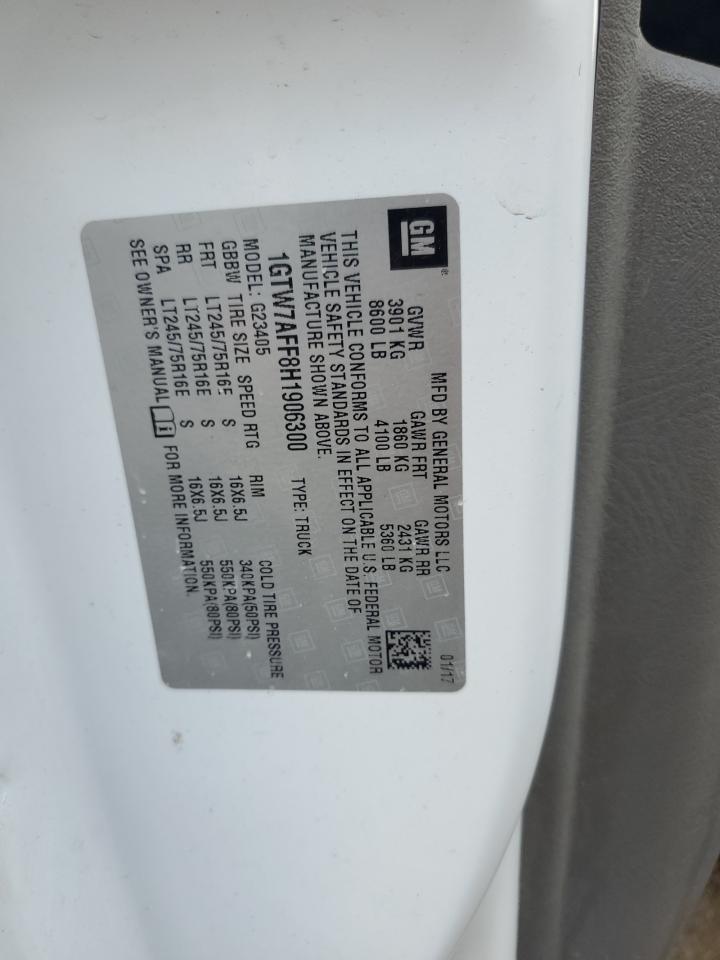 GM ®
MFD BY GENERAL MOTORS LLC 01/17
GVWR GAWR FRT GAWR RR
3901 KG 1860 KG 2431 KG
8600 LB 4100 LB 5360 LB
THIS VEHICLE CONFORMS TO ALL APPLICABLE U.S. FEDERAL MOTOR
VEHICLE SAFETY STANDARDS IN EFFECT ON THE DATE OF
MANUFACTURE SHOWN ABOVE.
1GTW7AFF8H1906300 TYPE: TRUCK
MODEL: G23405
GBBW TIRE SIZE SPEED RTG RIM COLD TIRE PRESSURE
FRT LT245/75R16E S 16X6.5J 340KPA(50PSI)
RR LT245/75R16E S 16X6.5J 550KPA(80PSI)
SPA LT245/75R16E S 16X6.5J 550KPA(80PSI)
SEE OWNER'S MANUAL FOR MORE INFORMATION.